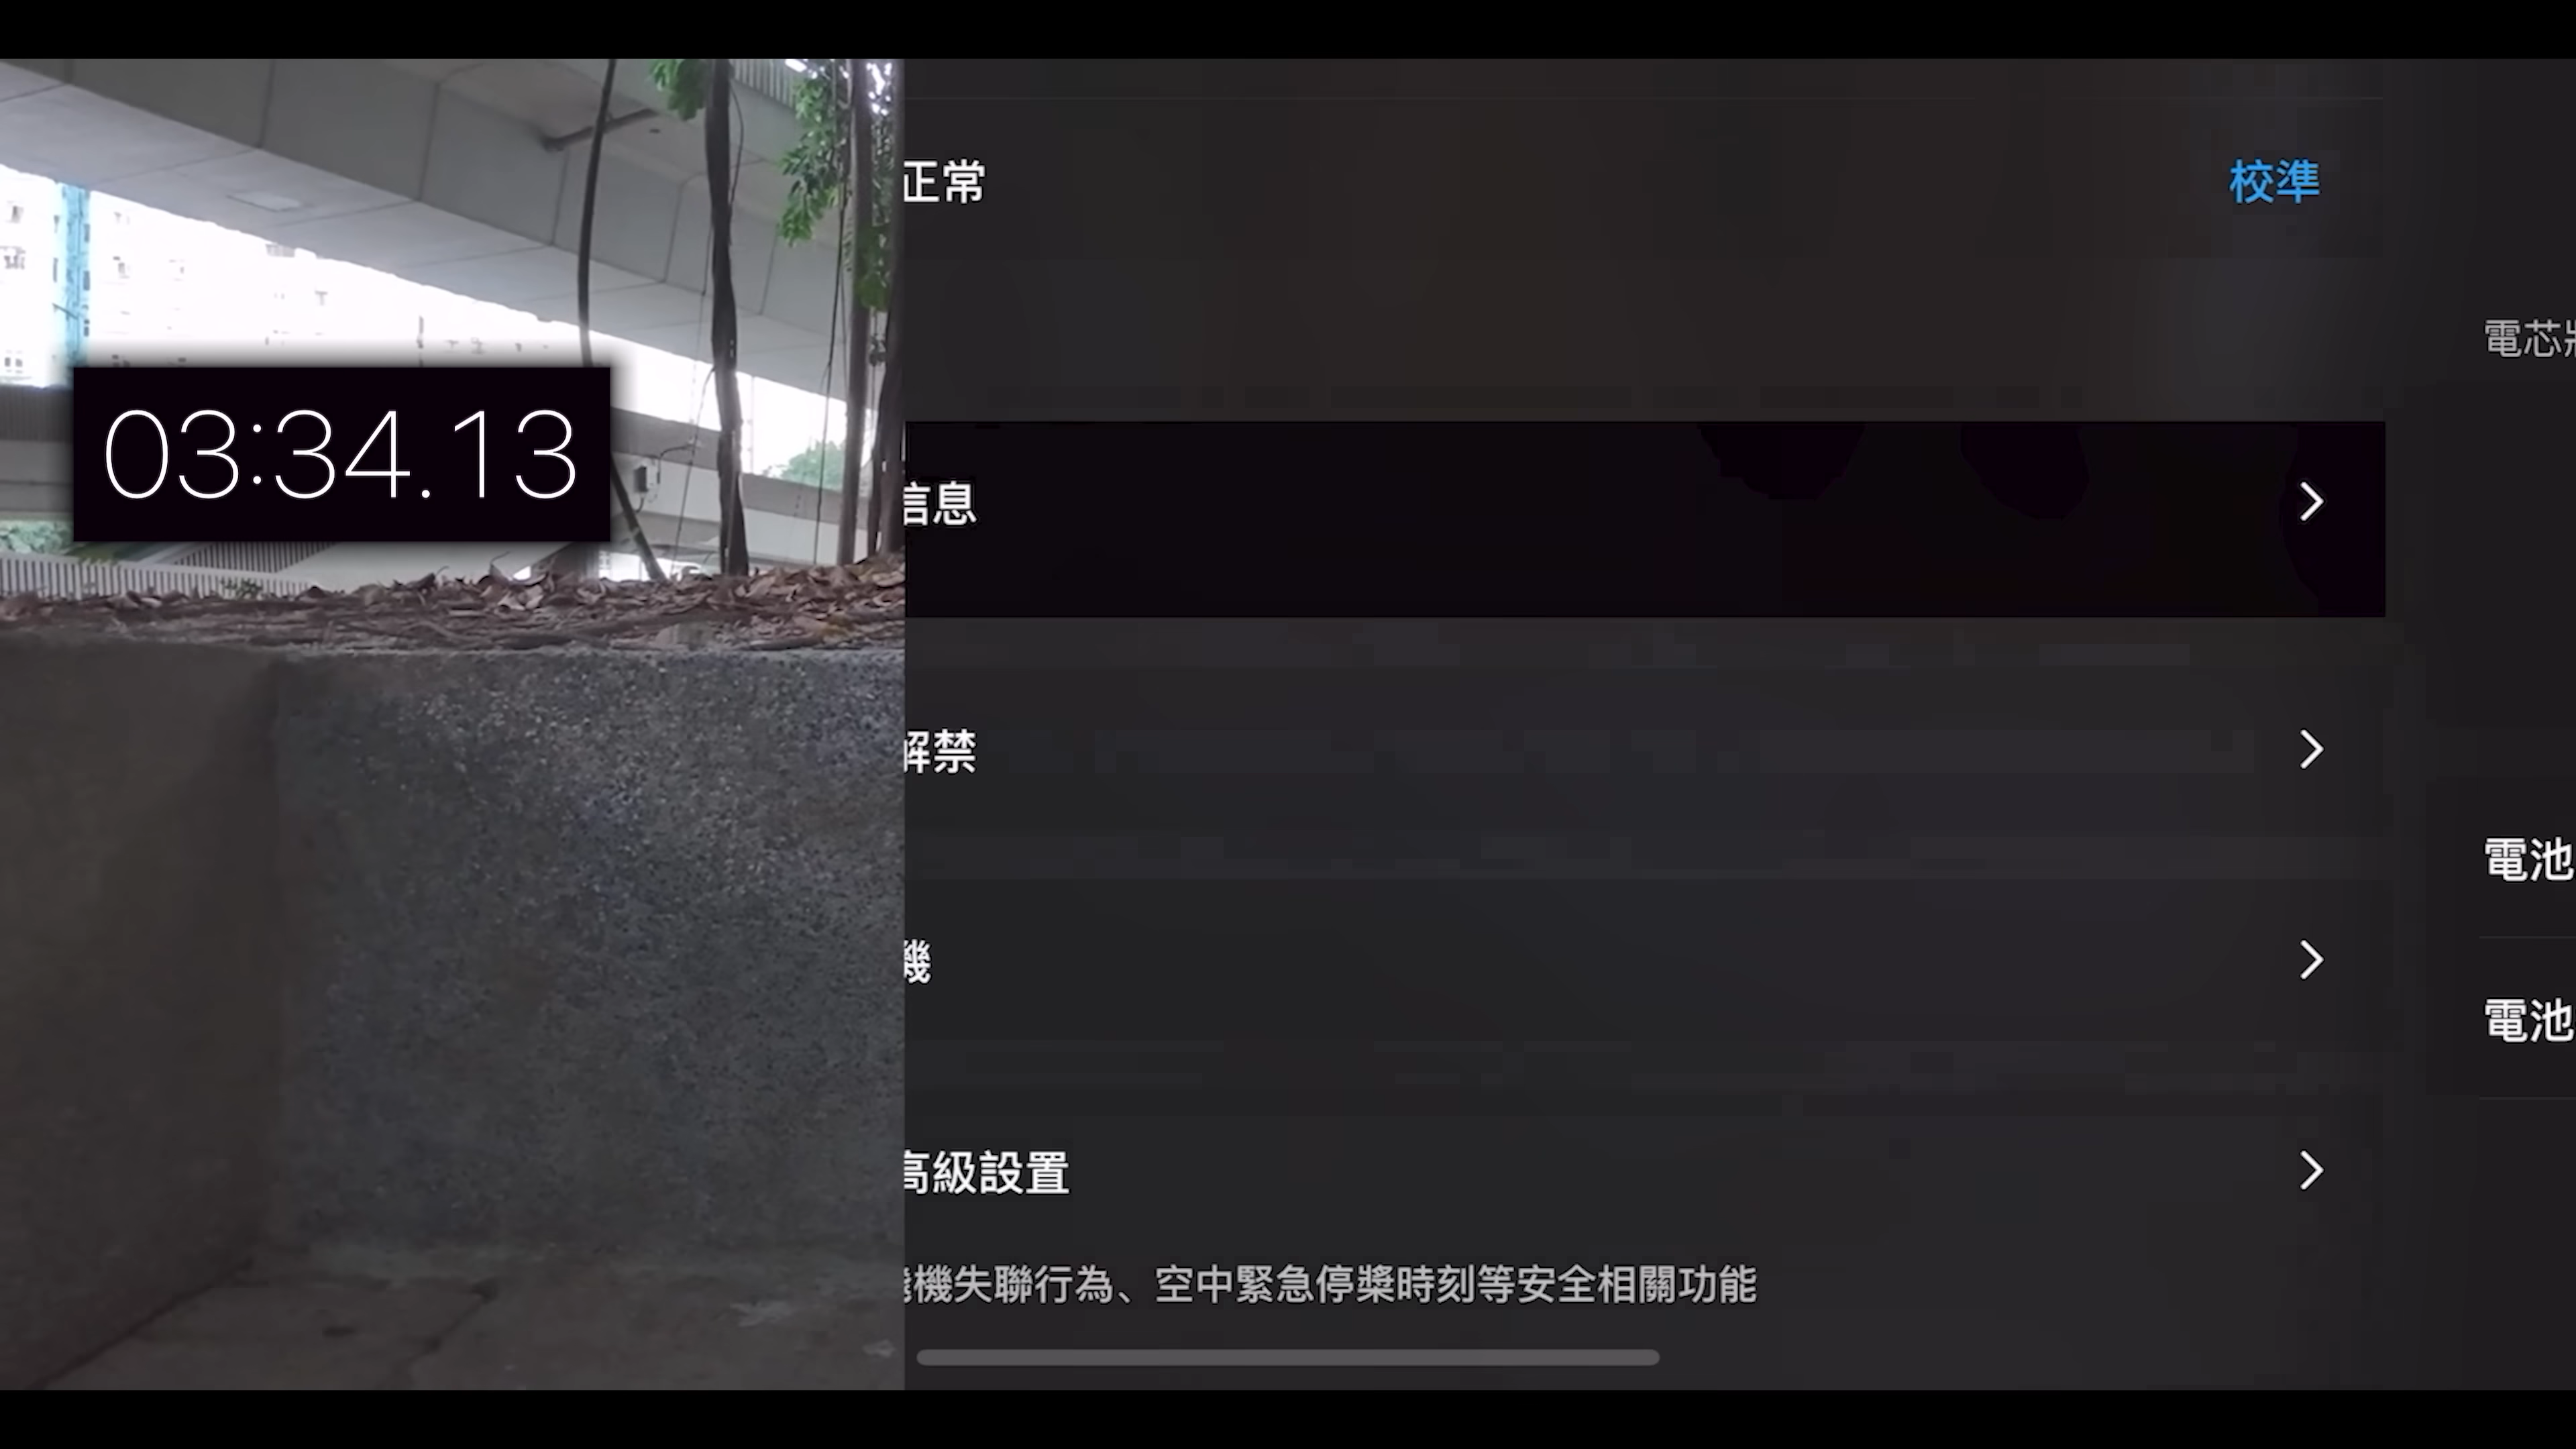 正常
校準
電芯
03:34.13
信息
解禁
電池
機
電池
高級設置
機失聯行為、空中緊急停槳時刻等安全相關功能